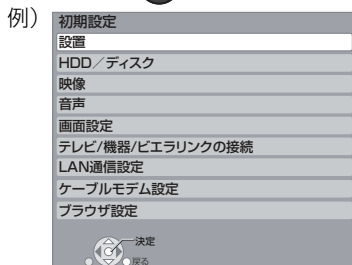 例)
初期設定
設置
HDD／ディスク
映像
音声
画面設定
テレビ/機器/ビエラリンクの接続
LAN通信設定
ケーブルモデム設定
ブラウザ設定
決定
戻る